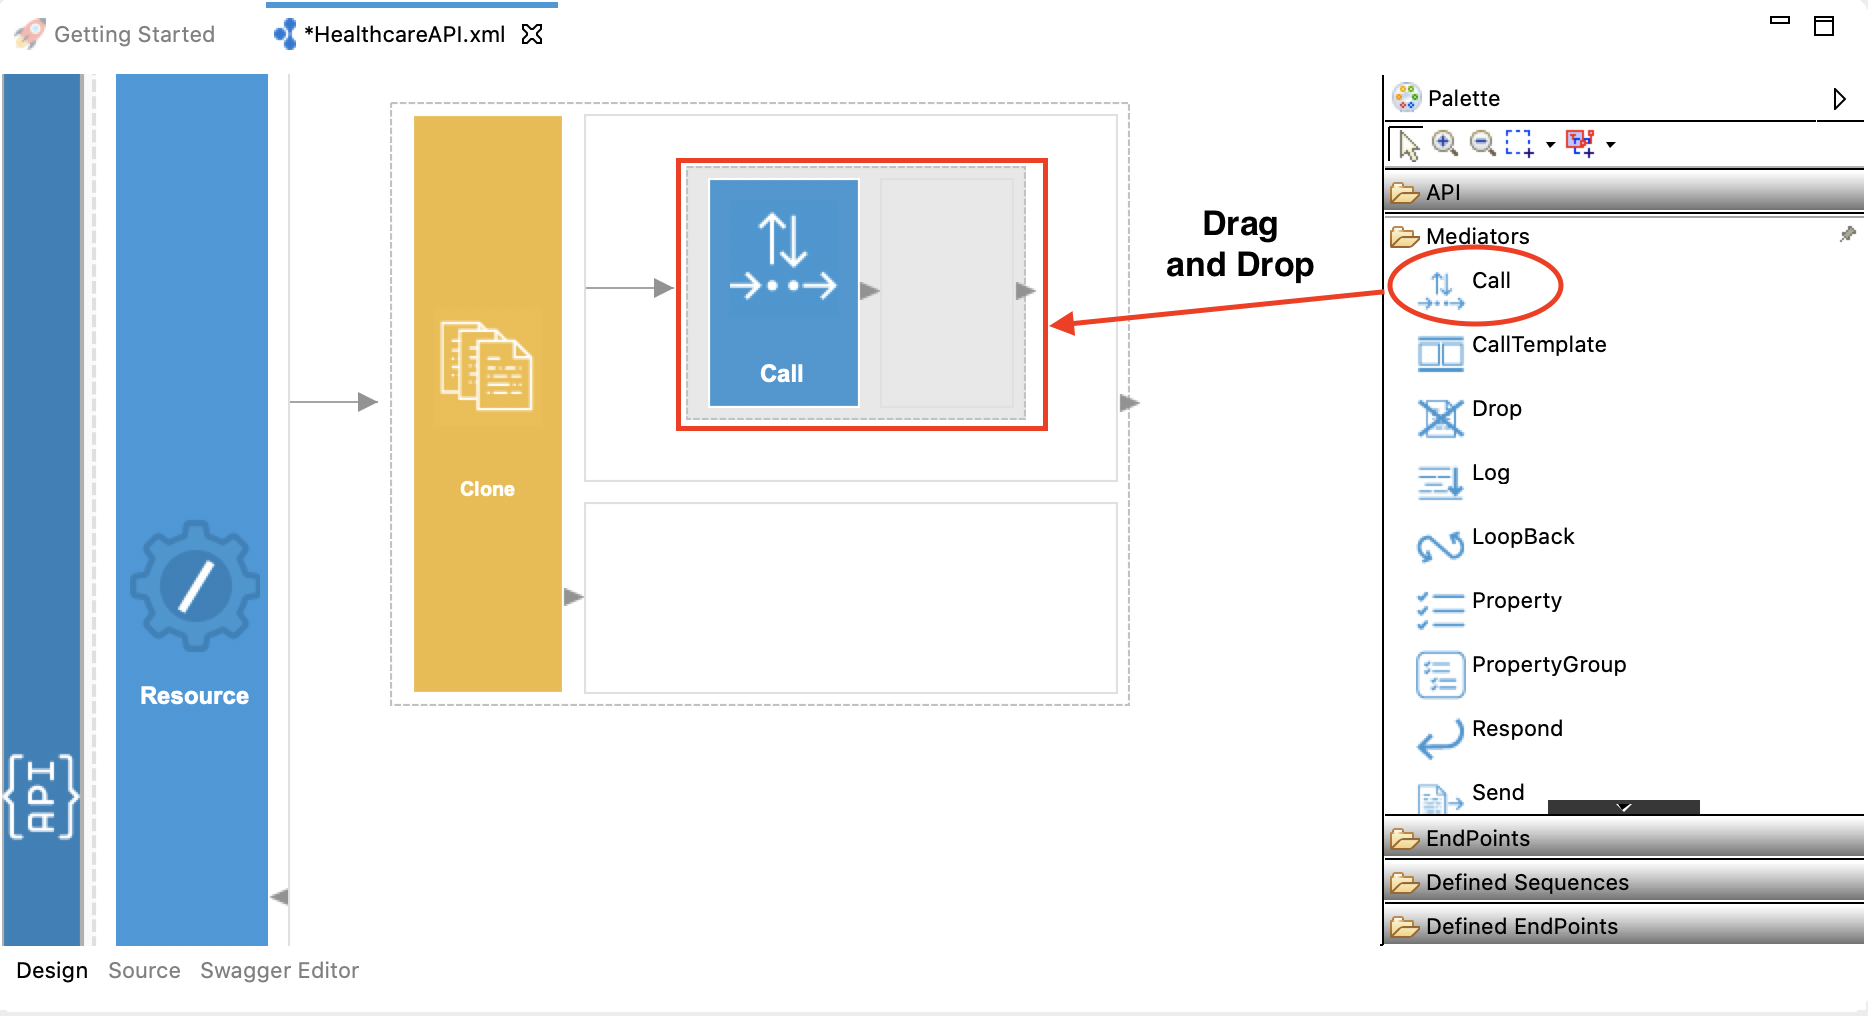 Getting Started
*HealthcareAPI.xml
Palette
API
Mediators
Call
CallTemplate
Drop
Log
LoopBack
Property
PropertyGroup
Respond
Send
EndPoints
Defined Sequences
Defined EndPoints
Drag
and Drop
Call
Clone
Resource
API
Design
Source
Swagger Editor